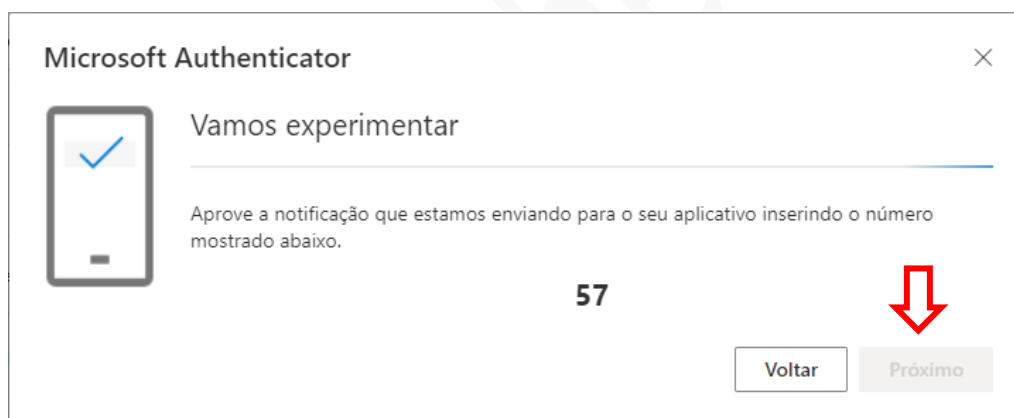 Microsoft Authenticator
Vamos experimentar
Aprove a notificação que estamos enviando para o seu aplicativo inserindo o número
mostrado abaixo.
57
Voltar
Próximo